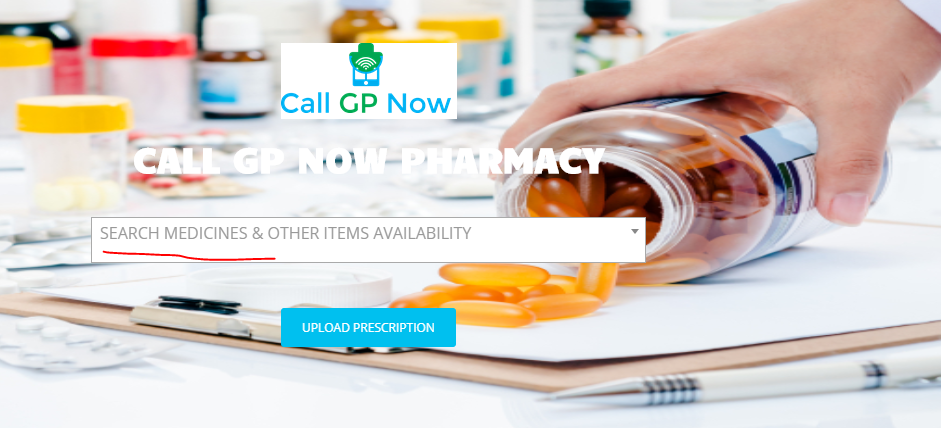 Call GP Now
CALL GP NOW PHARMACY
SEARCH MEDICINES & OTHER ITEMS AVAILABILITY
UPLOAD PRESCRIPTION